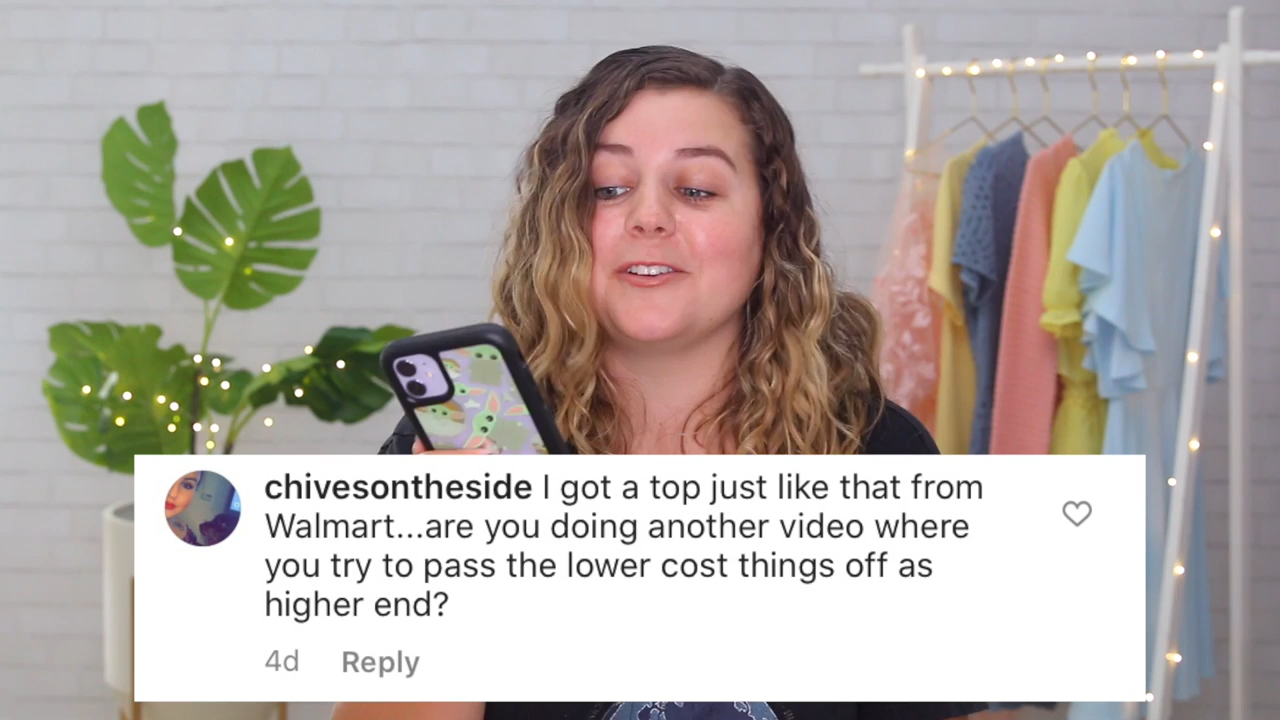 chivesontheside I got a top just like that from
Walmart...are you doing another video where
you try to pass the lower cost things off as
higher end?
4d Reply